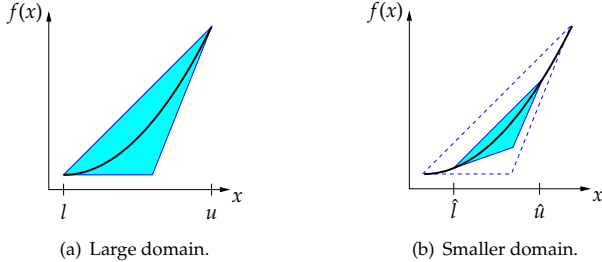 f(x)
x
l
u
(a) Large domain.
f(x)
x
l̂
û
(b) Smaller domain.